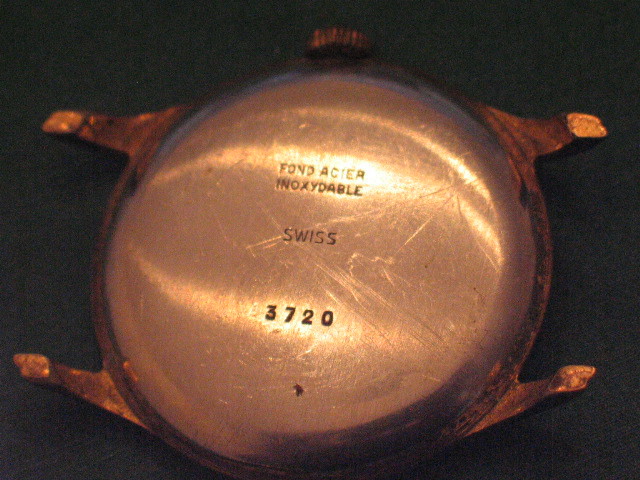 FOND ACIER
INOXYDABLE
SWISS
3720